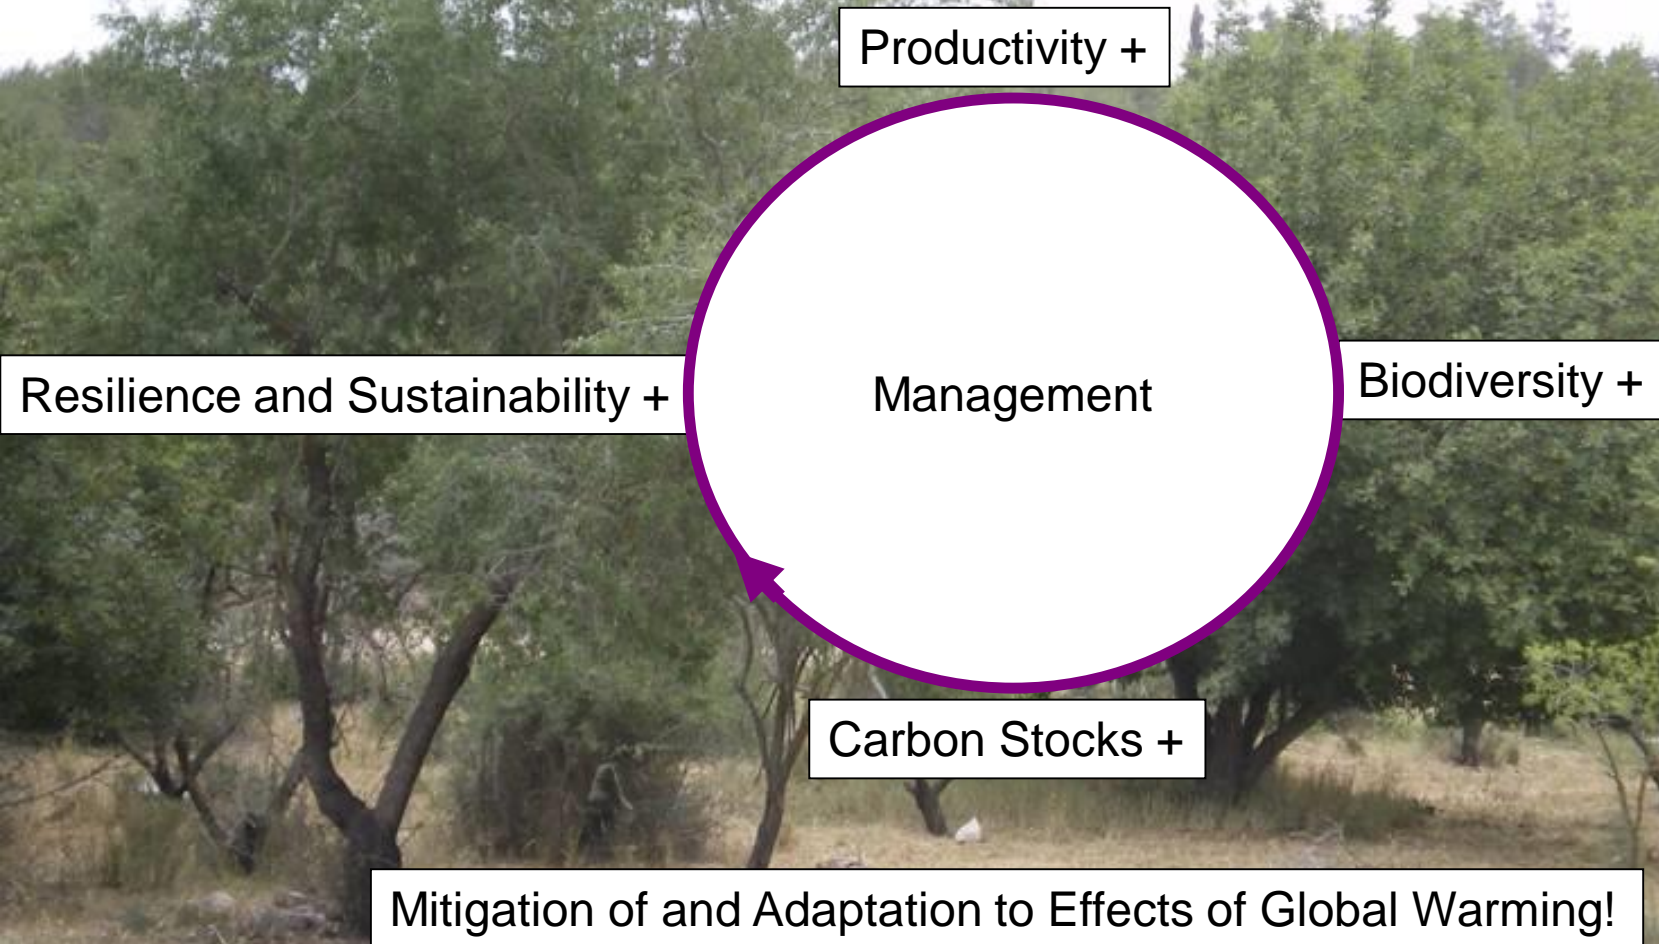 Productivity +
Resilience and Sustainability +
Management
Biodiversity +
Carbon Stocks +
Mitigation of and Adaptation to Effects of Global Warming!